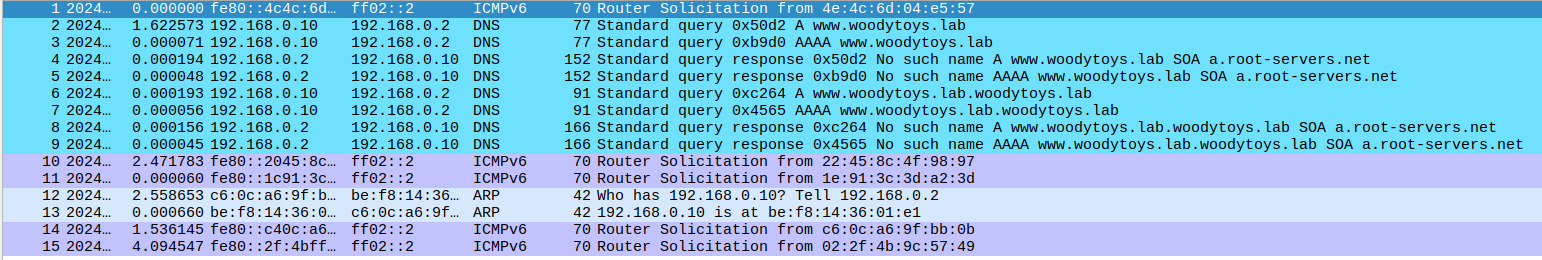 1 2024… 0.000000 fe80::4c4c:6d… ff02::2 ICMPv6 70 Router Solicitation from 4e:4c:6d:04:e5:57
2 2024… 1.622573 192.168.0.10 192.168.0.2 DNS 77 Standard query 0x50d2 A www.woodytoys.lab
3 2024… 0.000071 192.168.0.10 192.168.0.2 DNS 77 Standard query 0xb9d0 AAAA www.woodytoys.lab
4 2024… 0.000194 192.168.0.2 192.168.0.10 DNS 152 Standard query response 0x50d2 No such name A www.woodytoys.lab SOA a.root-servers.net
5 2024… 0.000048 192.168.0.2 192.168.0.10 DNS 152 Standard query response 0xb9d0 No such name AAAA www.woodytoys.lab SOA a.root-servers.net
6 2024… 0.000193 192.168.0.10 192.168.0.2 DNS 91 Standard query 0xc264 A www.woodytoys.lab.woodytoys.lab
7 2024… 0.000056 192.168.0.10 192.168.0.2 DNS 91 Standard query 0x4565 AAAA www.woodytoys.lab.woodytoys.lab
8 2024… 0.000156 192.168.0.2 192.168.0.10 DNS 166 Standard query response 0xc264 No such name A www.woodytoys.lab.woodytoys.lab SOA a.root-servers.net
9 2024… 0.000045 192.168.0.2 192.168.0.10 DNS 166 Standard query response 0x4565 No such name AAAA www.woodytoys.lab.woodytoys.lab SOA a.root-servers.net
10 2024… 2.471783 fe80::2045:8c… ff02::2 ICMPv6 70 Router Solicitation from 22:45:8c:4f:98:97
11 2024… 0.000060 fe80::1c91:3c… ff02::2 ICMPv6 70 Router Solicitation from 1e:91:3c:3d:a2:3d
12 2024… 2.558653 c6:0c:a6:9f:b… be:f8:14:36… ARP 42 Who has 192.168.0.10? Tell 192.168.0.2
13 2024… 0.000660 be:f8:14:36:0… c6:0c:a6:9f… ARP 42 192.168.0.10 is at be:f8:14:36:01:e1
14 2024… 1.536145 fe80::c40c:a6… ff02::2 ICMPv6 70 Router Solicitation from c6:0c:a6:9f:bb:0b
15 2024… 4.094547 fe80::2f:4bff… ff02::2 ICMPv6 70 Router Solicitation from 02:2f:4b:9c:57:49